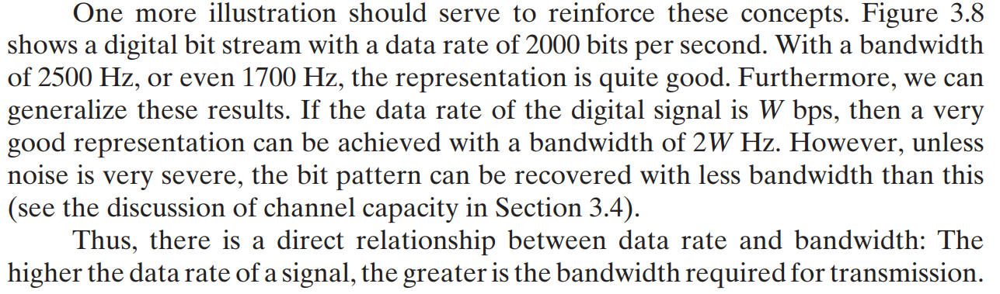 One more illustration should serve to reinforce these concepts. Figure 3.8
shows a digital bit stream with a data rate of 2000 bits per second. With a bandwidth
of 2500 Hz, or even 1700 Hz, the representation is quite good. Furthermore, we can
generalize these results. If the data rate of the digital signal is W bps, then a very
good representation can be achieved with a bandwidth of 2W Hz. However, unless
noise is very severe, the bit pattern can be recovered with less bandwidth than this
(see the discussion of channel capacity in Section 3.4).
Thus, there is a direct relationship between data rate and bandwidth: The
higher the data rate of a signal, the greater is the bandwidth required for transmission.